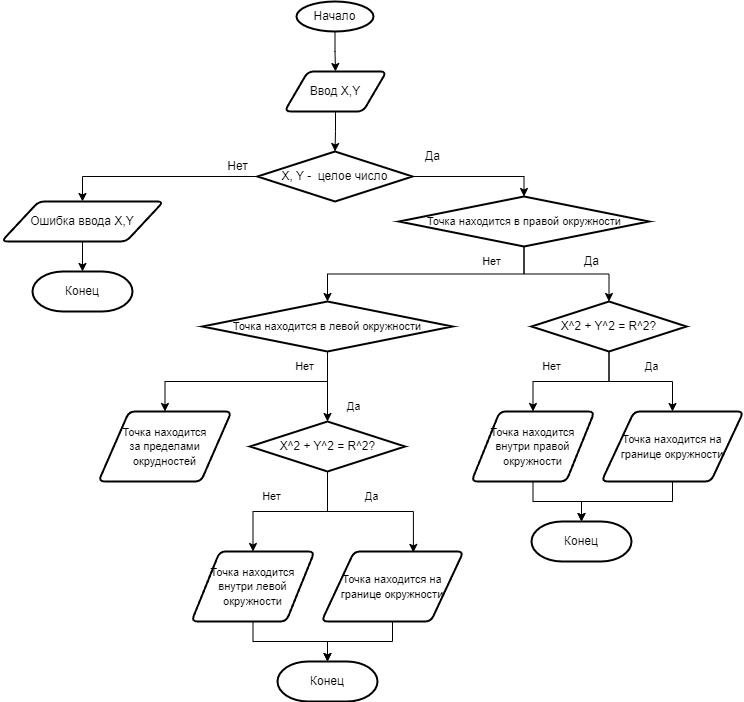 Начало
Ввод X,Y
Нет
Да
X, Y - целое число
Ошибка ввода X,Y
Точка находится в правой окружности
Конец
Нет
Да
Точка находится в левой окружности
X^2 + Y^2 = R^2?
Нет
Нет
Да
Да
Точка находится
за пределами
окрудностей
X^2 + Y^2 = R^2?
Точка находится
внутри правой
окружности
Точка находится на
границе окружности
Нет
Да
Конец
Точка находится
внутри левой
окружности
Точка находится на
границе окружности
Конец